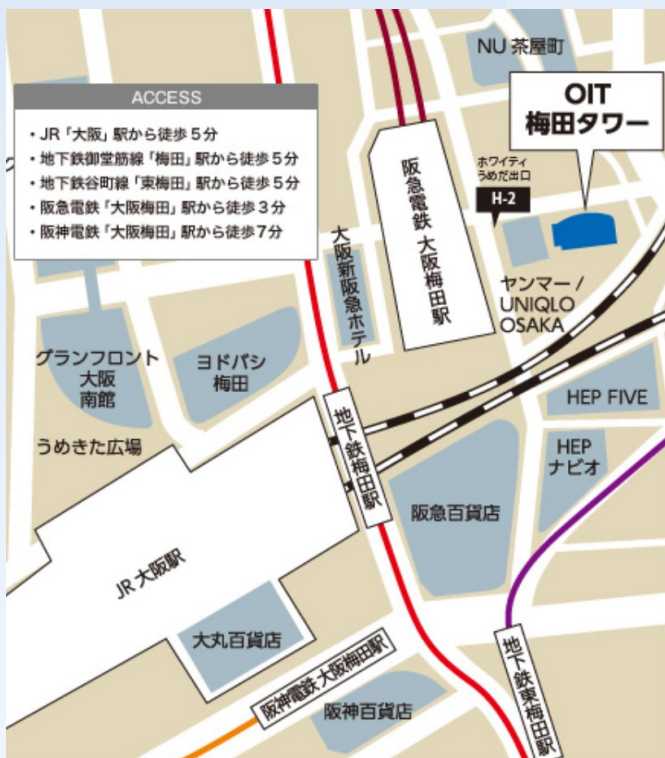 NU 茶屋町
ACCESS
・JR「大阪」駅から徒歩5分
・地下鉄御堂筋線「梅田」駅から徒歩5分
・地下鉄谷町線「東梅田」駅から徒歩5分
・阪急電鉄「大阪梅田」駅から徒歩3分
・阪神電鉄「大阪梅田」駅から徒歩7分
OIT
梅田タワー
ホワイティ
うめだ出口
H-2
阪急電鉄 大阪梅田駅
大阪新阪急ホテル
ヤンマー /
UNIQLO
OSAKA
グランフロント
大阪
南館
ヨドバシ
梅田
うめきた広場
地下鉄梅田駅
HEP FIVE
HEP
ナビオ
阪急百貨店
JR 大阪駅
大丸百貨店
阪神電鉄 大阪梅田駅
阪神百貨店
地下鉄東梅田駅